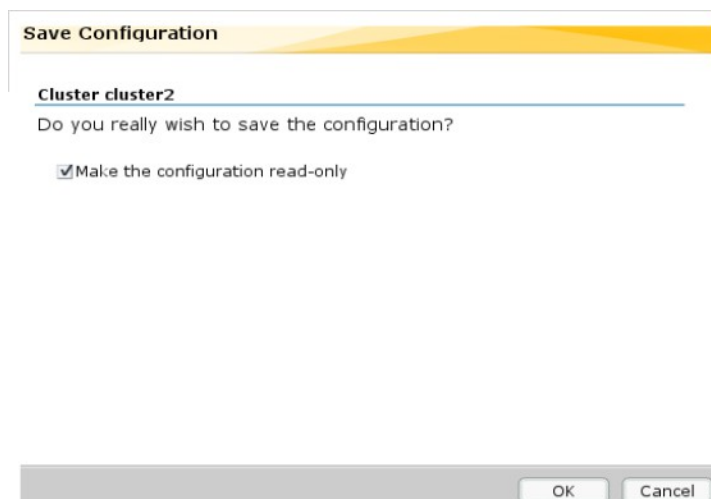 Save Configuration
Cluster cluster2
Do you really wish to save the configuration?
Make the configuration read-only
OK Cancel